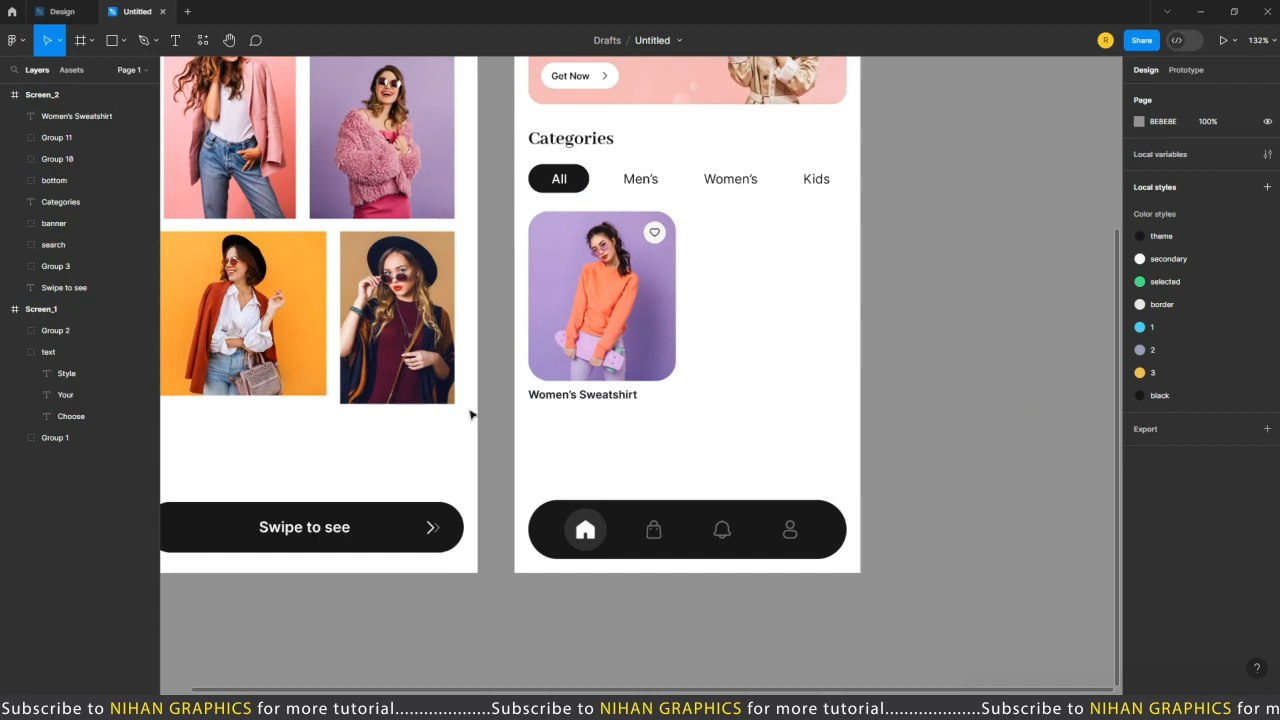 Design
Untitled
Drafts / Untitled
R
Share
132%
Layers
Assets
Page 1
Screen_2
Women's Sweatshirt
Group 11
Group 10
bottom
Categories
banner
search
Group 3
Swipe to see
Screen_1
Group 2
text
Style
Your
Choose
Group 1
Swipe to see
Get Now
Categories
All
Men's
Women's
Kids
Women's Sweatshirt
Design
Prototype
Page
8E8E8E
100%
Local variables
Local styles
Color styles
theme
secondary
selected
border
1
2
3
black
Export
?
Subscribe to NIHAN GRAPHICS for more tutorial....................Subscribe to NIHAN GRAPHICS for more tutorial....................Subscribe to NIHAN GRAPHICS for m